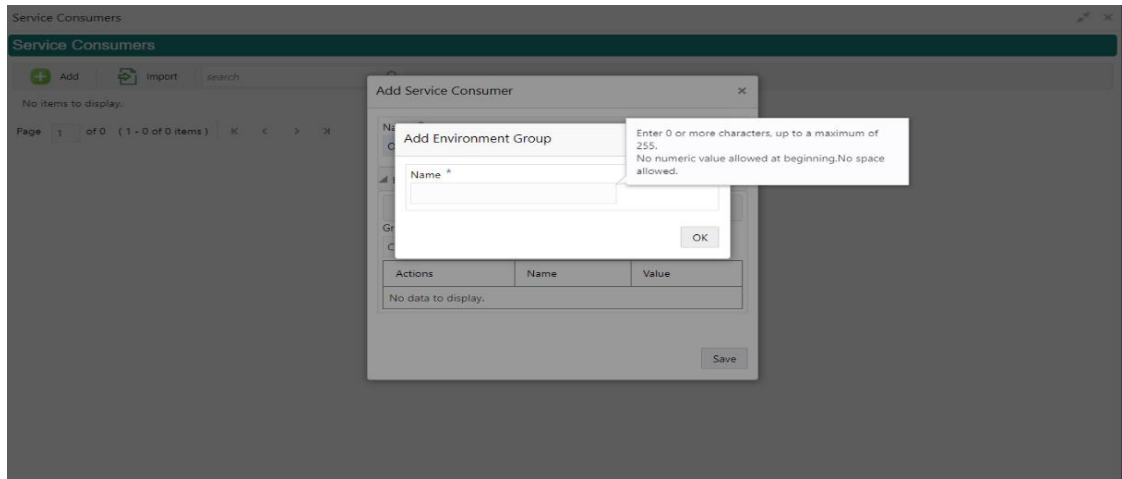 Service Consumers
Service Consumers
Add Import search
No items to display.
Page 1 of 0 (1 - 0 of 0 items)
Add Service Consumer
Add Environment Group
Name *
Enter 0 or more characters, up to a maximum of
255.
No numeric value allowed at beginning.No space
allowed.
OK
Actions Name Value
No data to display.
Save